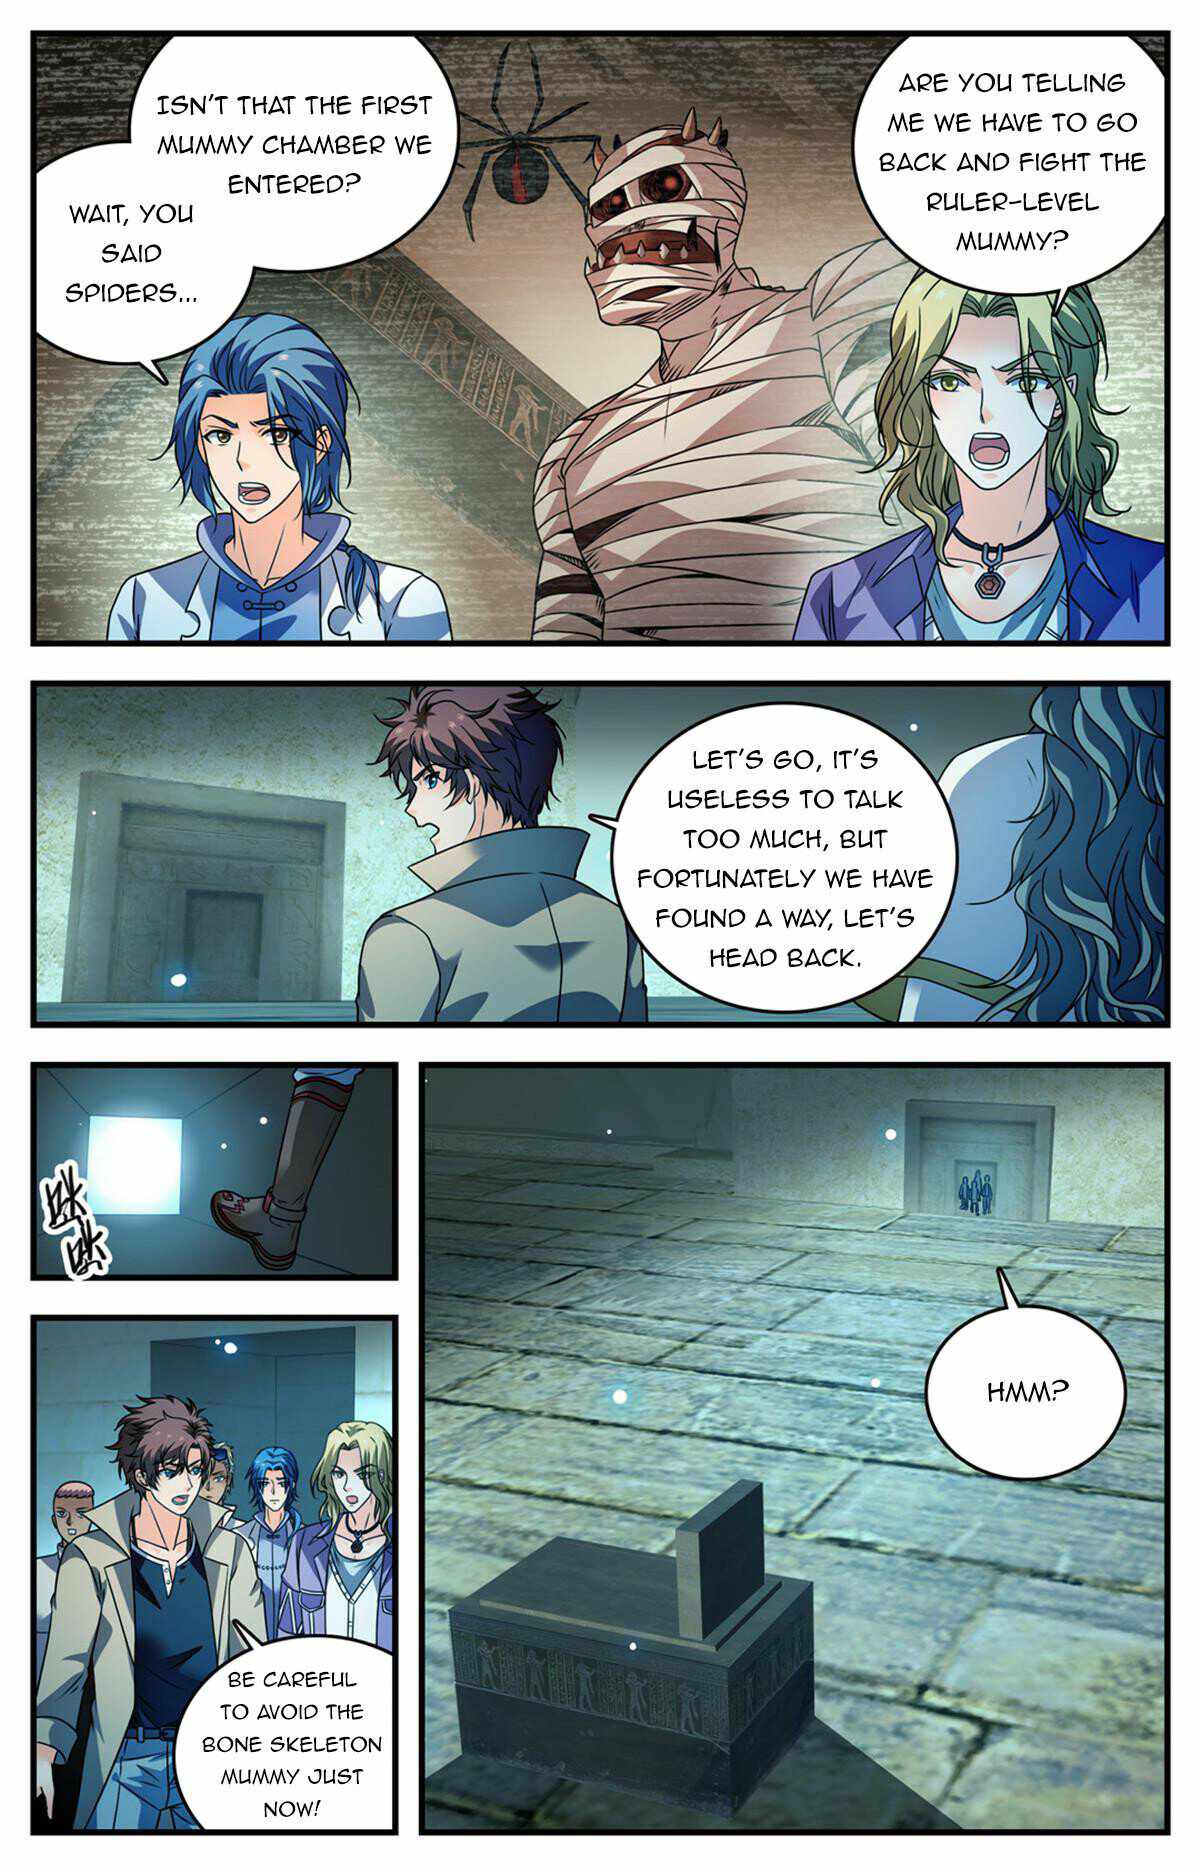 WAIT, YOU
SAID
SPIDERS...
ISN'T THAT THE FIRST
MUMMY CHAMBER WE
ENTERED?
ARE YOU TELLING
ME WE HAVE TO GO
BACK AND FIGHT THE
RULER-LEVEL
MUMMY?
LET'S GO, IT'S
USELESS TO TALK
TOO MUCH, BUT
FORTUNATELY WE HAVE
FOUND A WAY, LET'S
HEAD BACK.
HMM?
BE CAREFUL
TO AVOID THE
BONE SKELETON
MUMMY JUST
NOW!